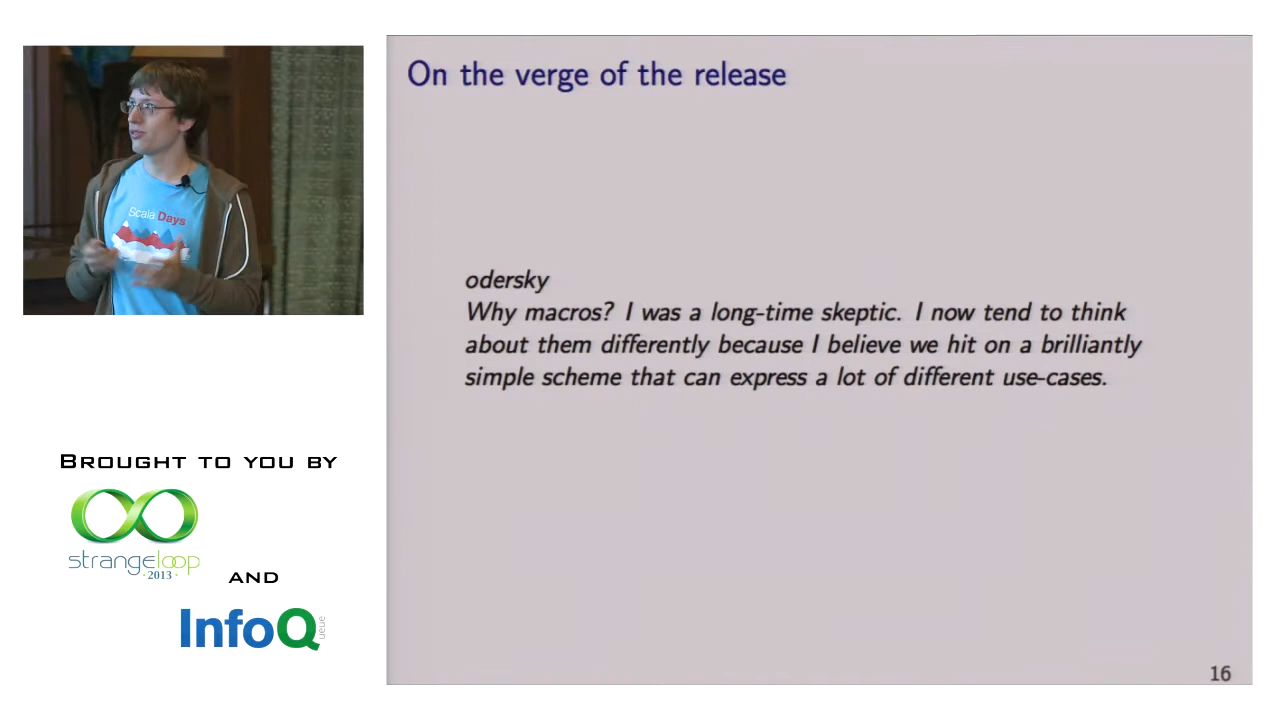 Scala Days
BROUGHT TO YOU BY
strangeloop
· 2013 ·
AND
InfoQ
queue
On the verge of the release
odersky
Why macros? I was a long-time skeptic. I now tend to think
about them differently because I believe we hit on a brilliantly
simple scheme that can express a lot of different use-cases.
16